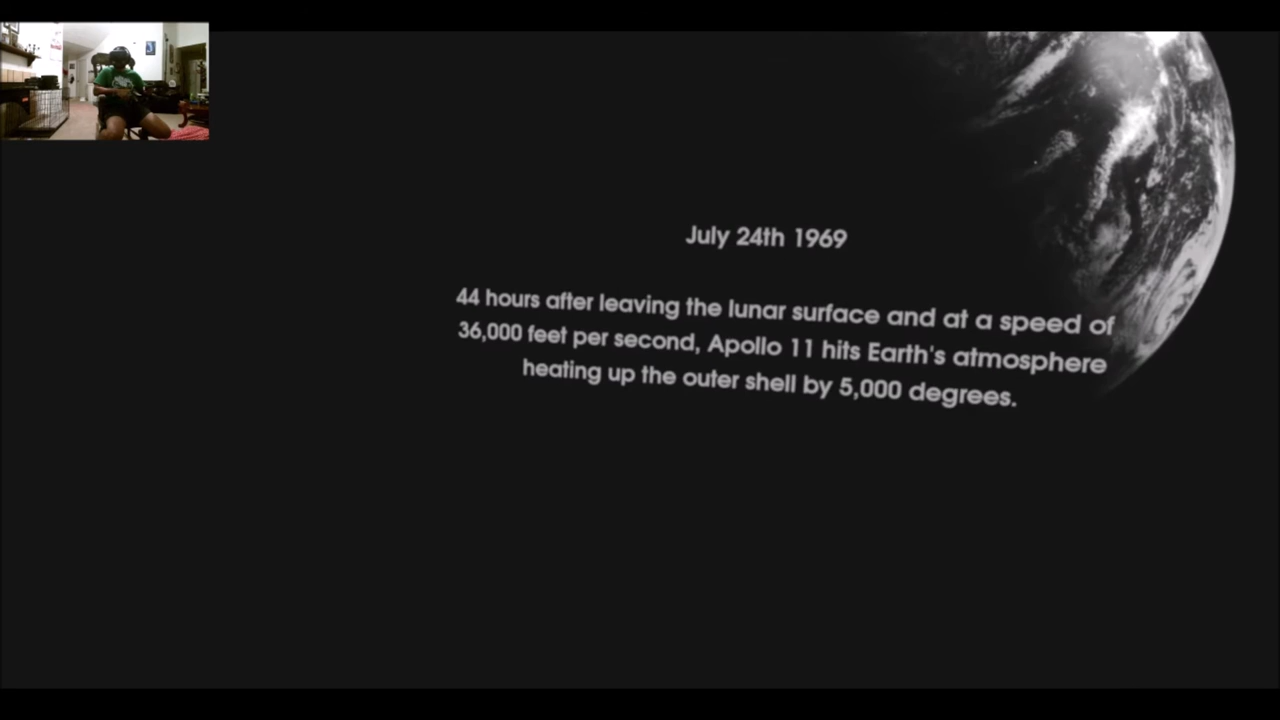 July 24th 1969
44 hours after leaving the lunar surface and at a speed of
36,000 feet per second, Apollo 11 hits Earth's atmosphere
heating up the outer shell by 5,000 degrees.